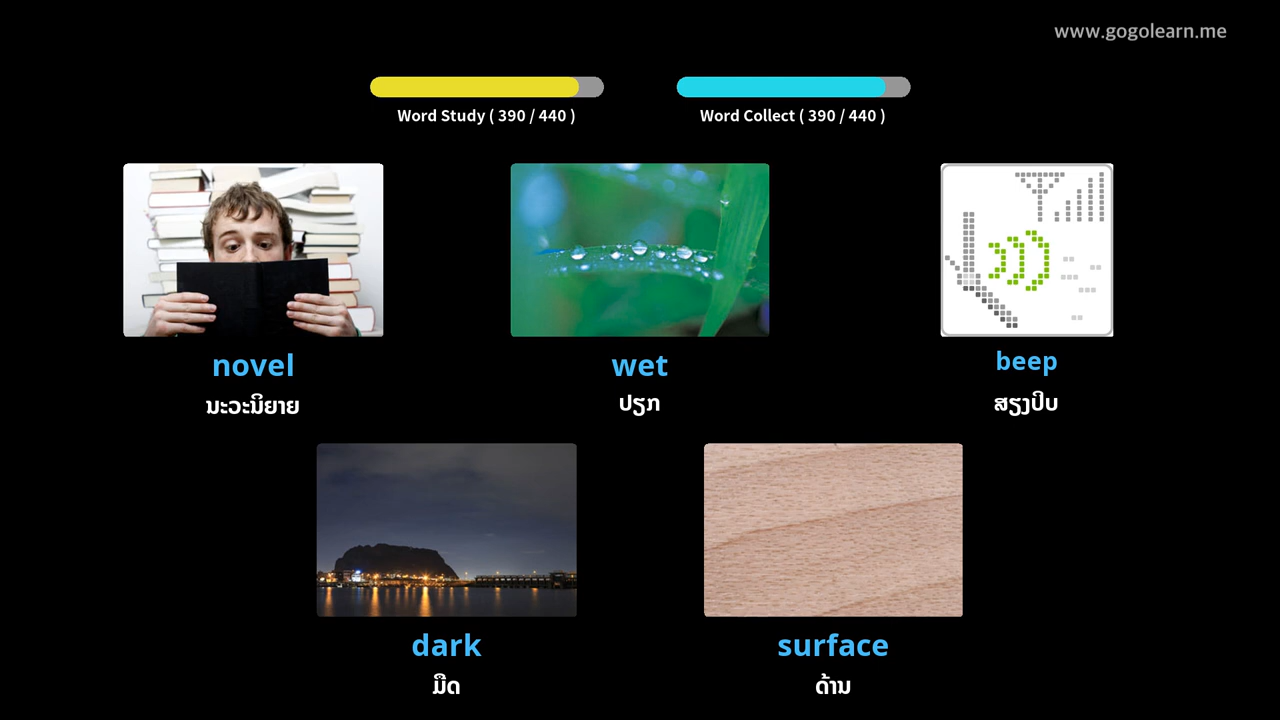 www.gogolearn.me
Word Study ( 390 / 440 )
Word Collect ( 390 / 440 )
novel
wet
beep
ນະວະນິຍາຍ
ປຽກ
ສຽງປິບ
dark
surface
ມືດ
ດ້ານ